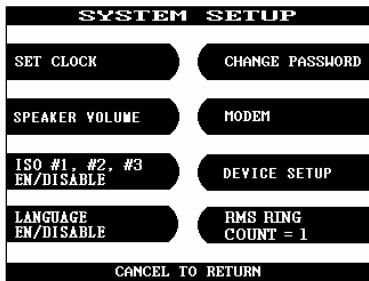 SYSTEM SETUP
SET CLOCK
CHANGE PASSWORD
SPEAKER VOLUME
MODEM
ISO #1, #2, #3
EN/DISABLE
DEVICE SETUP
LANGUAGE
EN/DISABLE
RMS RING
COUNT = 1
CANCEL TO RETURN